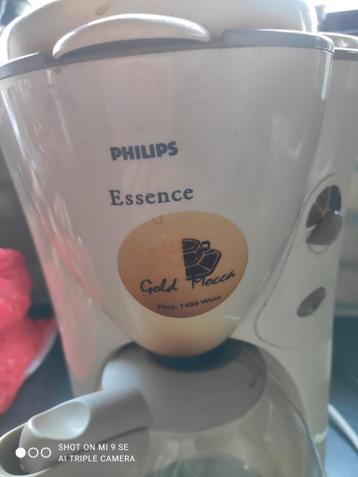 PHILIPS
Essence
Gold Mocca
Max. 1400 Watt
SHOT ON MI 9 SE
AI TRIPLE CAMERA